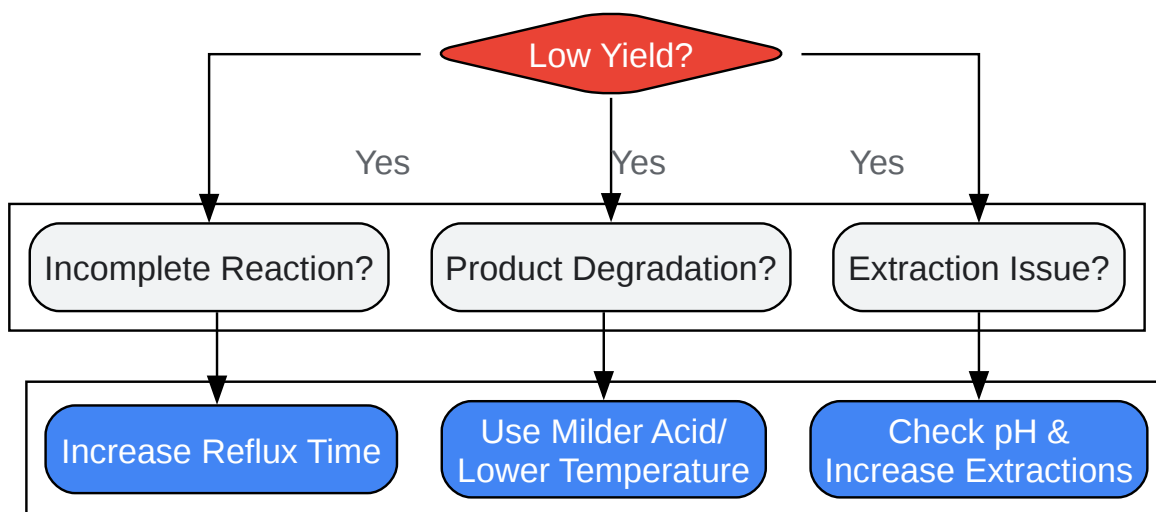 Low Yield?
Yes
Yes
Yes
Incomplete Reaction?
Product Degradation?
Extraction Issue?
Increase Reflux Time
Use Milder Acid/
Lower Temperature
Check pH &
Increase Extractions